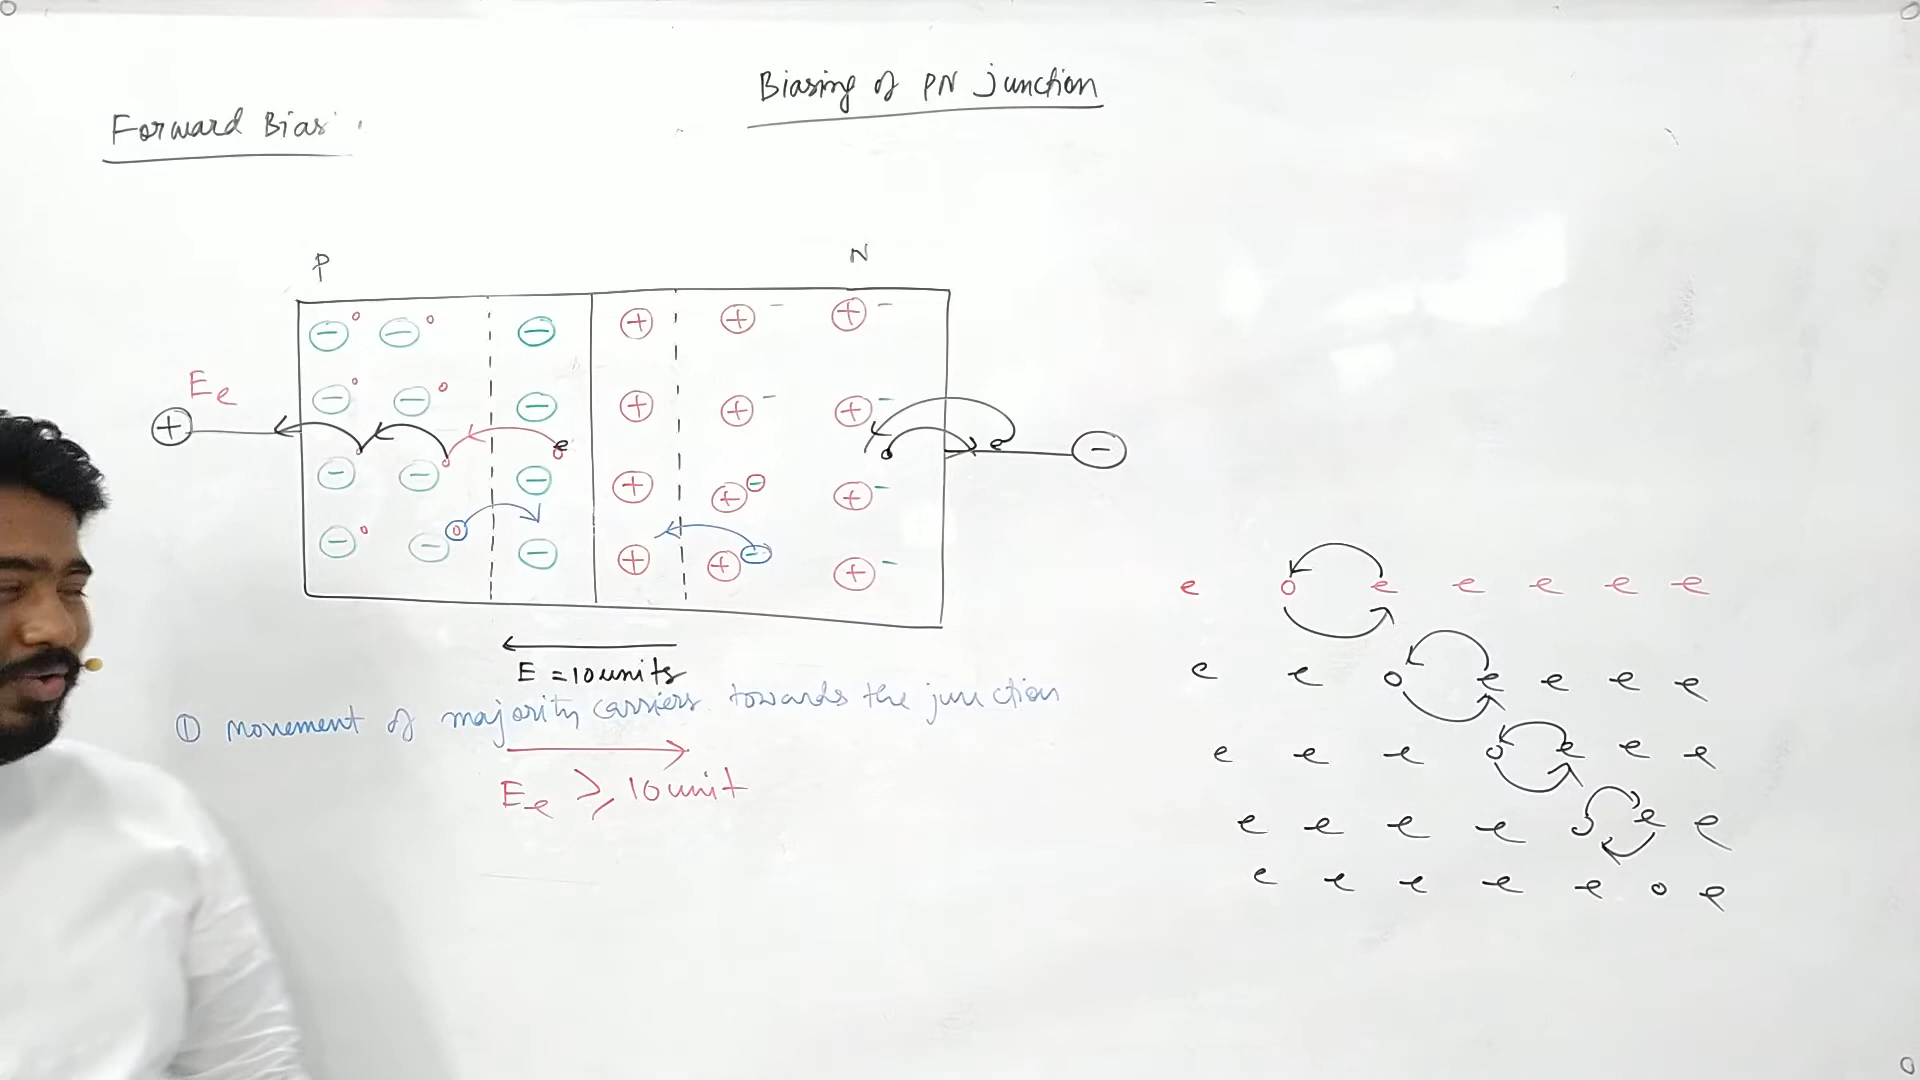 Biasing of PN junction
Forward Bias
P
N
Ee
E = 10 units
① Movement of majority carriers towards the junction
Ee ⩾ 10 unit
e o e e e e e
e e o e e e e
e e e o e e e
e e e e o e e
e e e e e o e